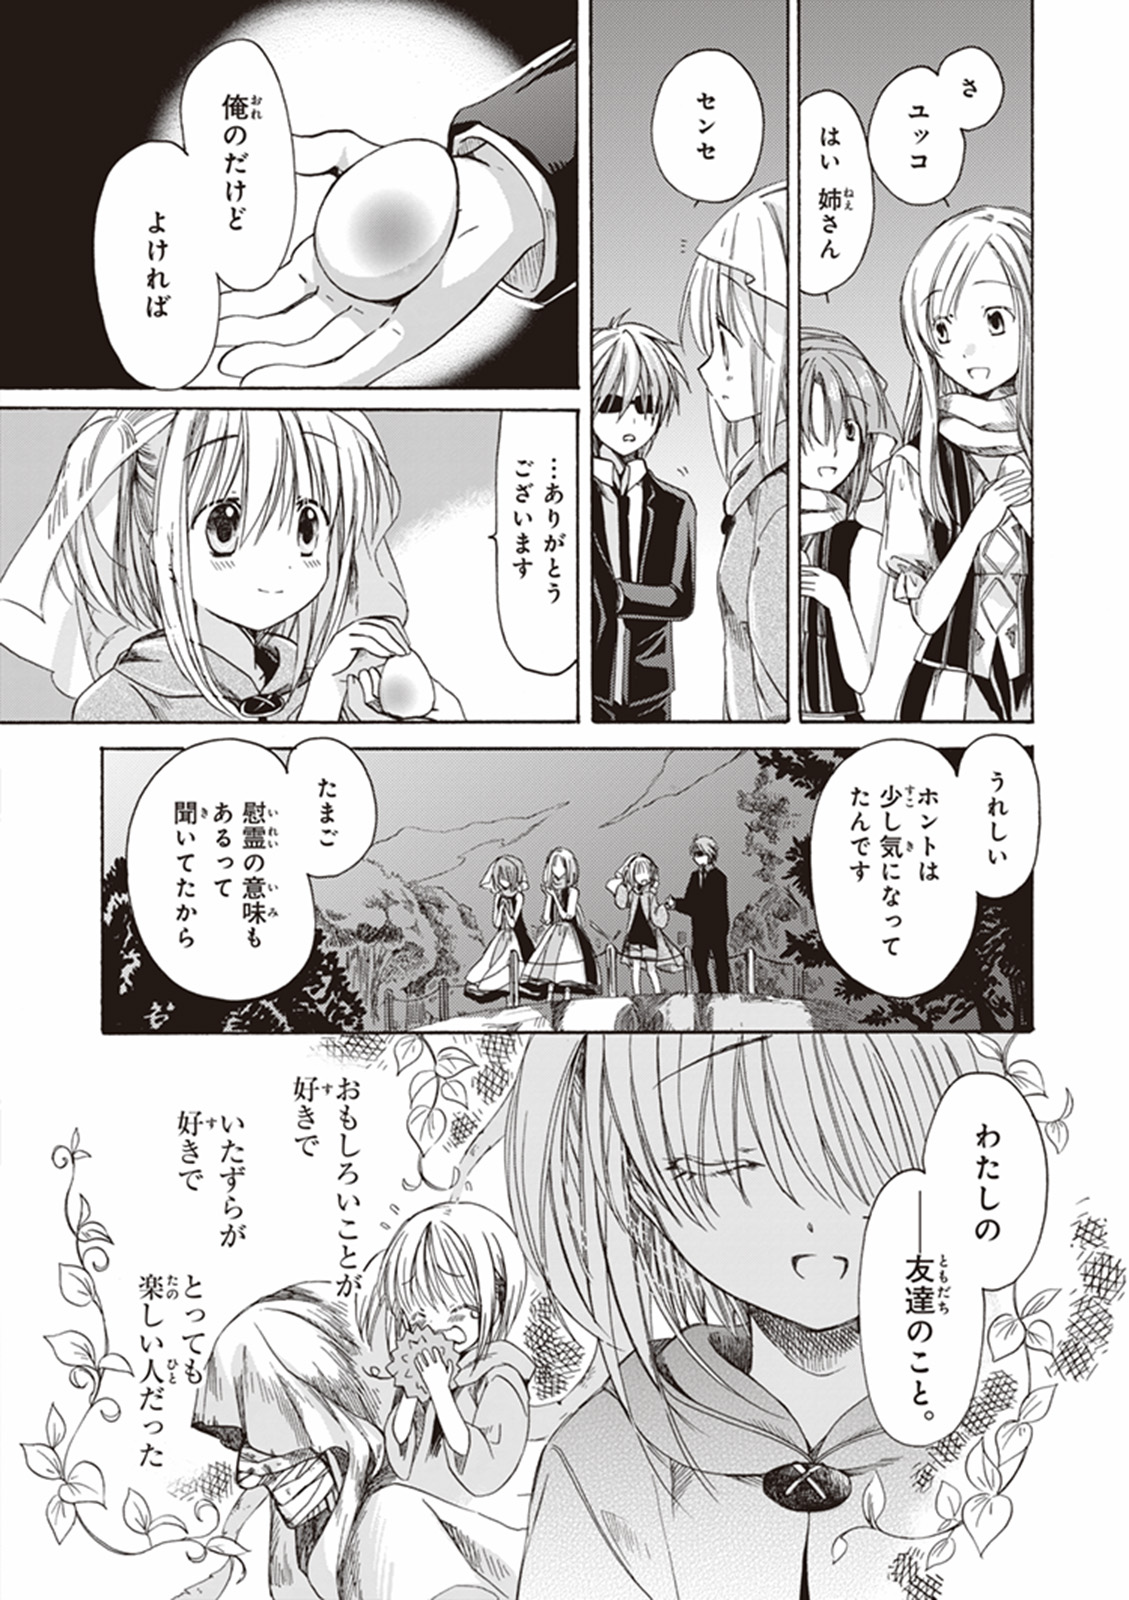 さ
ユッコ
はい姉さん
センセ
俺のだけど
よければ
…ありがとう
ございます
うれしい
ホントは
少し気になって
たんです
たまご
慰霊の意味も
あるって
聞いてたから
わたしの
――友達のこと。
おもしろいことが
好きで
いたずらが
好きで
とっても
楽しい人だった